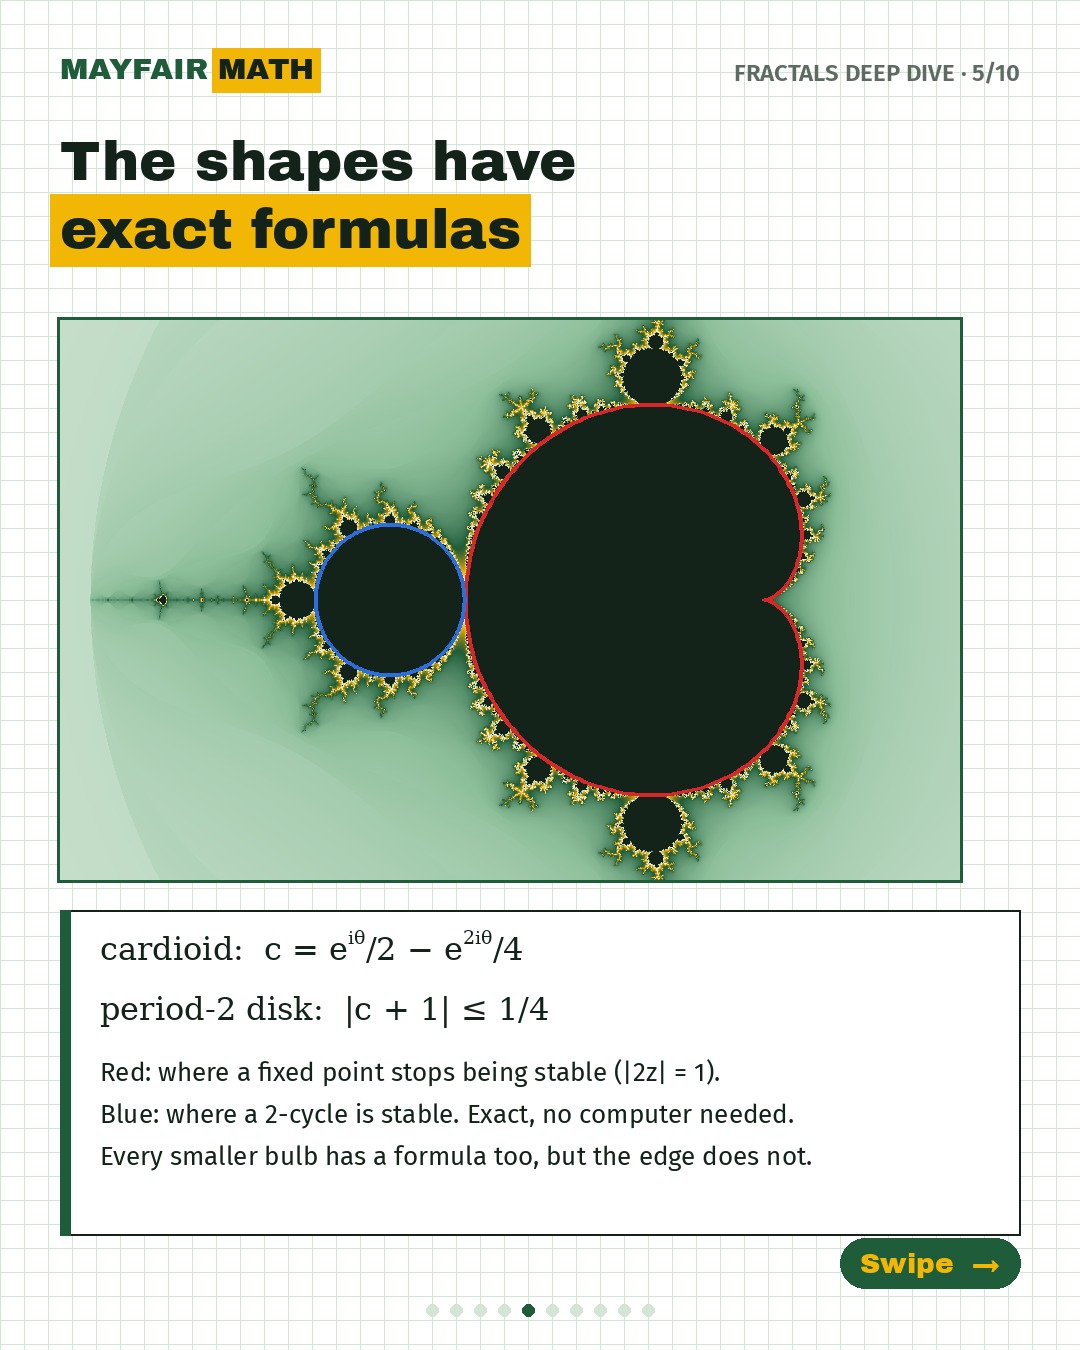 MAYFAIR MATH
FRACTALS DEEP DIVE · 5/10
The shapes have
exact formulas
cardioid: c = e^{iθ}/2 − e^{2iθ}/4
period-2 disk: |c + 1| ≤ 1/4
Red: where a fixed point stops being stable (|2z| = 1).
Blue: where a 2-cycle is stable. Exact, no computer needed.
Every smaller bulb has a formula too, but the edge does not.
Swipe →